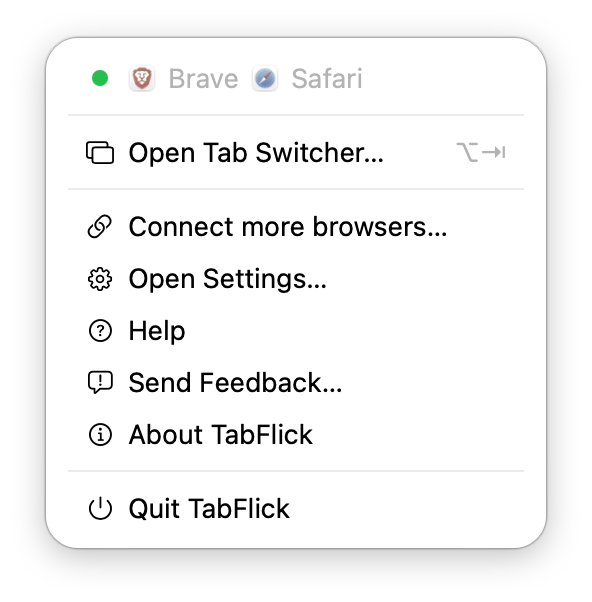 Brave Safari
Open Tab Switcher... ⌥⇥
Connect more browsers...
Open Settings...
Help
Send Feedback...
About TabFlick
Quit TabFlick